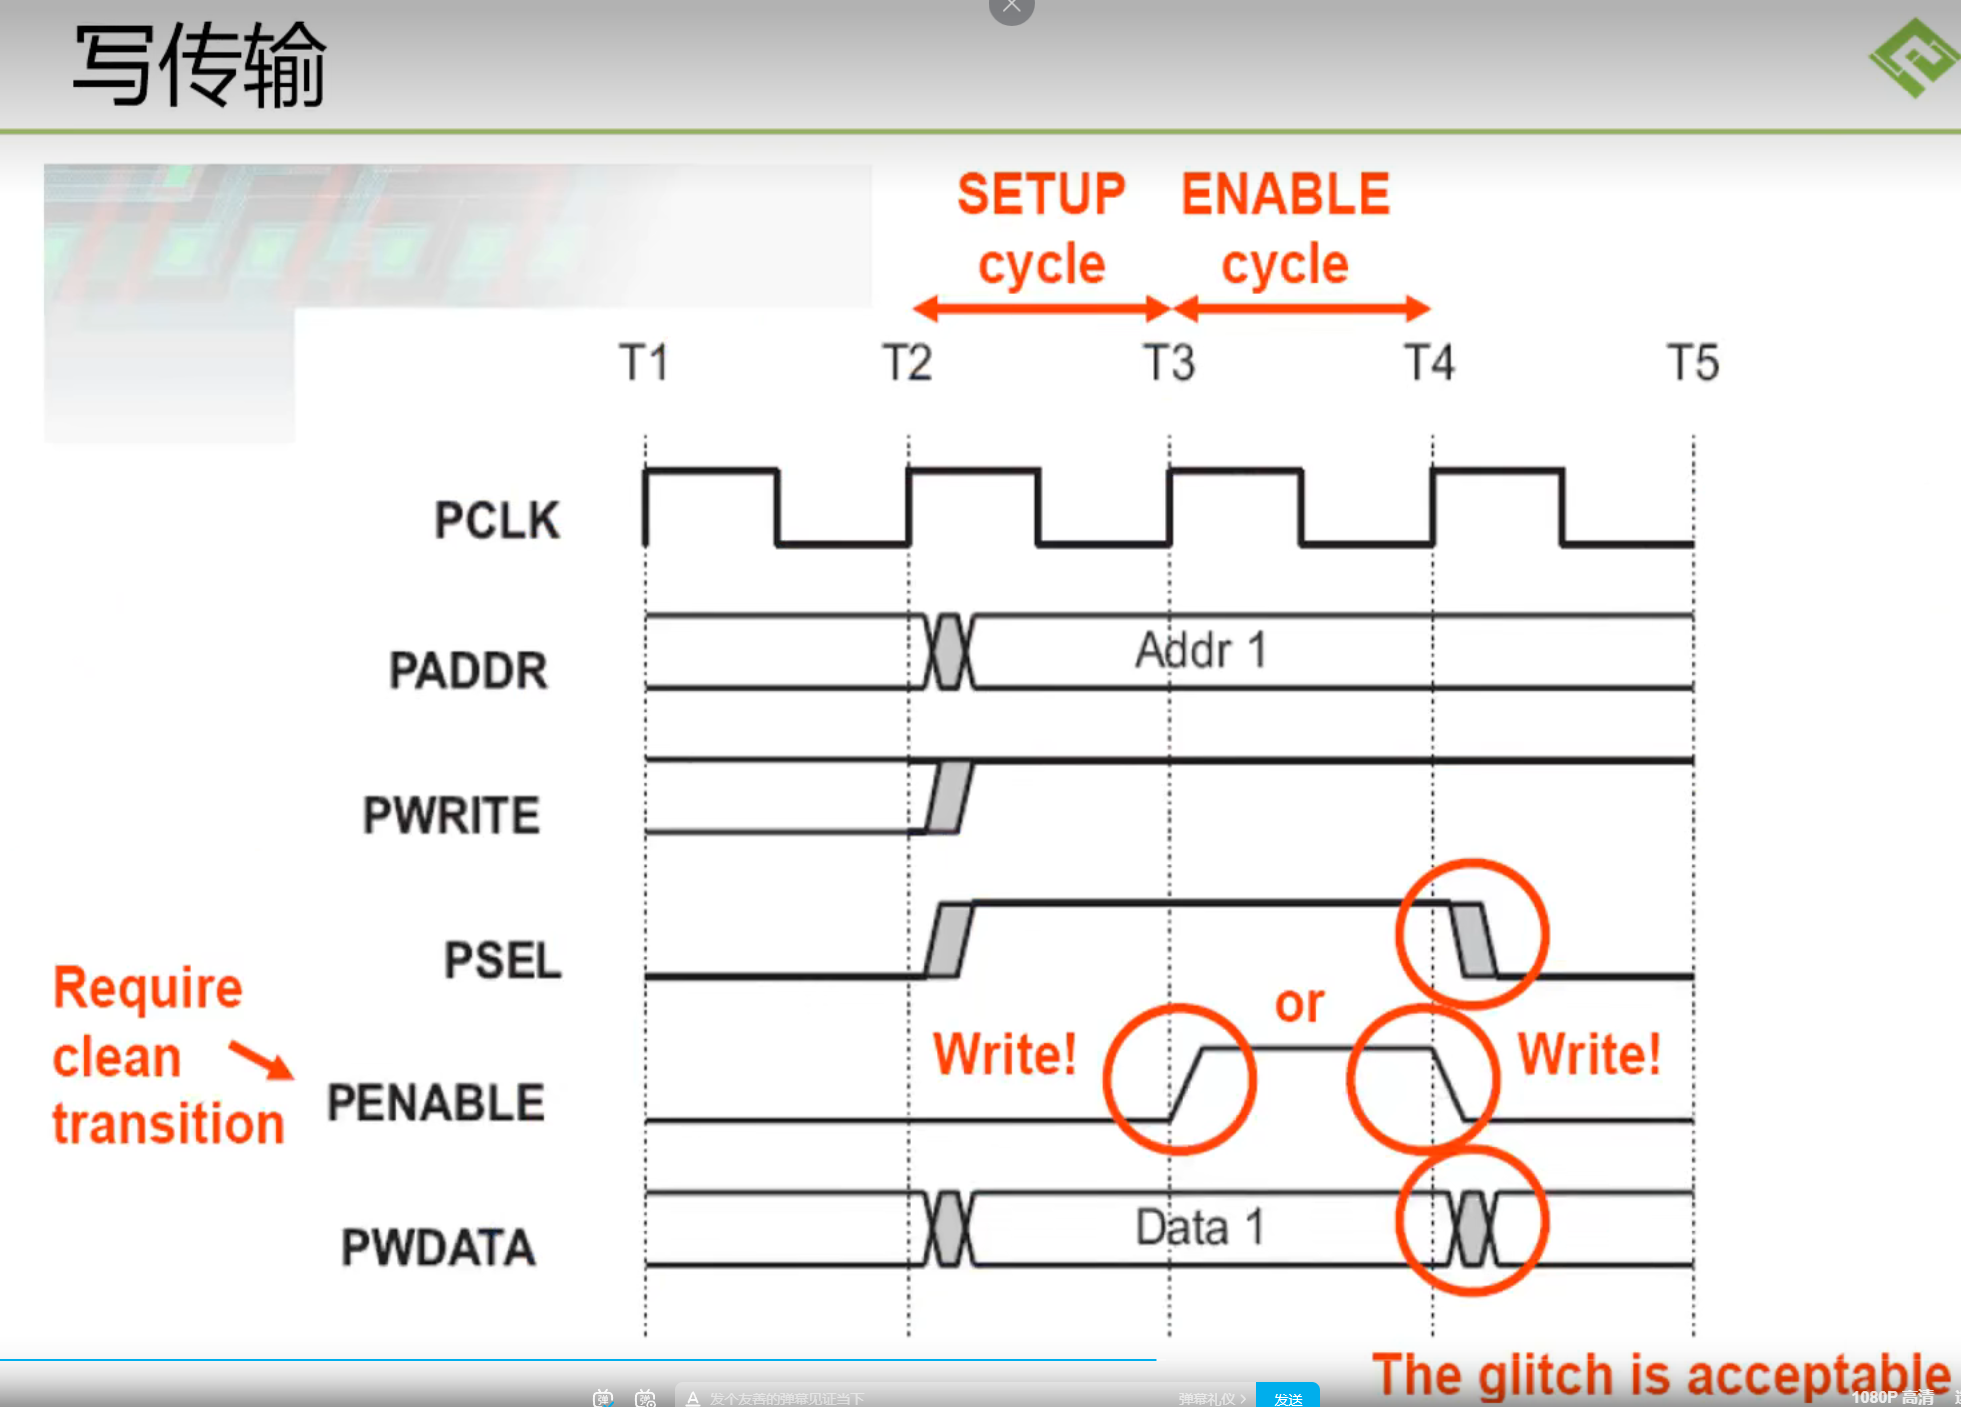 写传输
SETUP ENABLE
cycle cycle
T1 T2 T3 T4 T5
PCLK
PADDR Addr 1
PWRITE
PSEL
Require
clean
transition
or
Write! Write!
PENABLE
PWDATA Data 1
The glitch is acceptable
发个友善的弹幕见证当下
弹幕礼仪 >
发送
1080P 高清